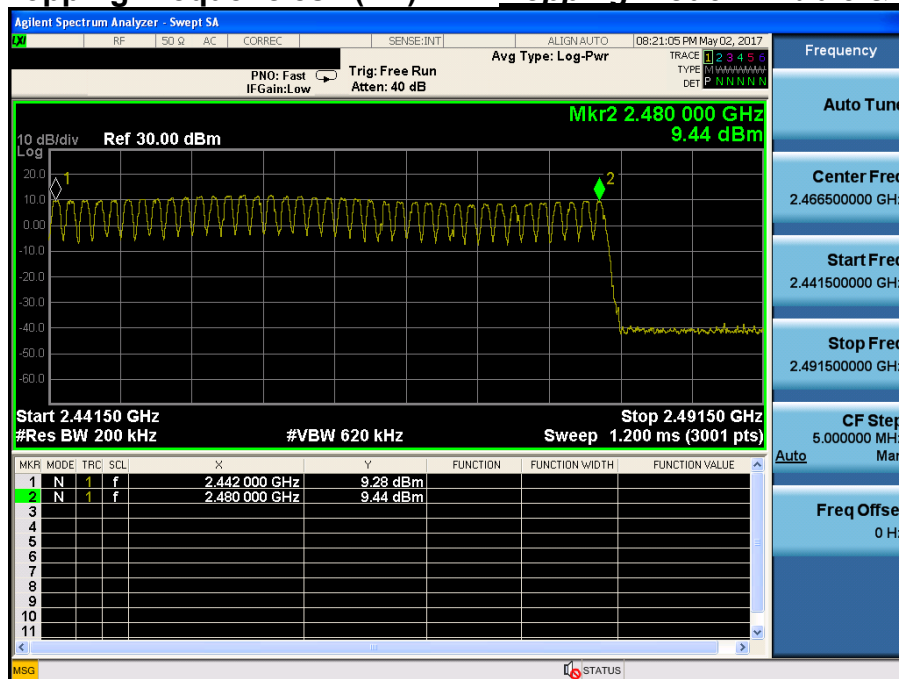 Agilent Spectrum Analyzer - Swept SA
LXI RF 50 Ω AC CORREC SENSE:INT ALIGN AUTO 08:21:05 PM May 02, 2017
Frequency
Avg Type: Log-Pwr TRACE 1 2 3 4 5 6
PNO: Fast Trig: Free Run TYPE M WWWWW
IFGain:Low Atten: 40 dB DET P N N N N N
Auto Tune
Mkr2 2.480 000 GHz
9.44 dBm
10 dB/div Ref 30.00 dBm
Log
20.0
10.0
0.00
-10.0
-20.0
-30.0
-40.0
-50.0
-60.0
1
2
Center Freq
2.466500000 GHz
Start Freq
2.441500000 GHz
Stop Freq
2.491500000 GHz
Start 2.44150 GHz Stop 2.49150 GHz
#Res BW 200 kHz #VBW 620 kHz Sweep 1.200 ms (3001 pts)
CF Step
5.000000 MHz
Auto Man
MKR MODE TRC SCL X Y FUNCTION FUNCTION WIDTH FUNCTION VALUE
1 N 1 f 2.442 000 GHz 9.28 dBm
2 N 1 f 2.480 000 GHz 9.44 dBm
3
4
5
6
7
8
9
10
11
Freq Offset
0 Hz
MSG STATUS